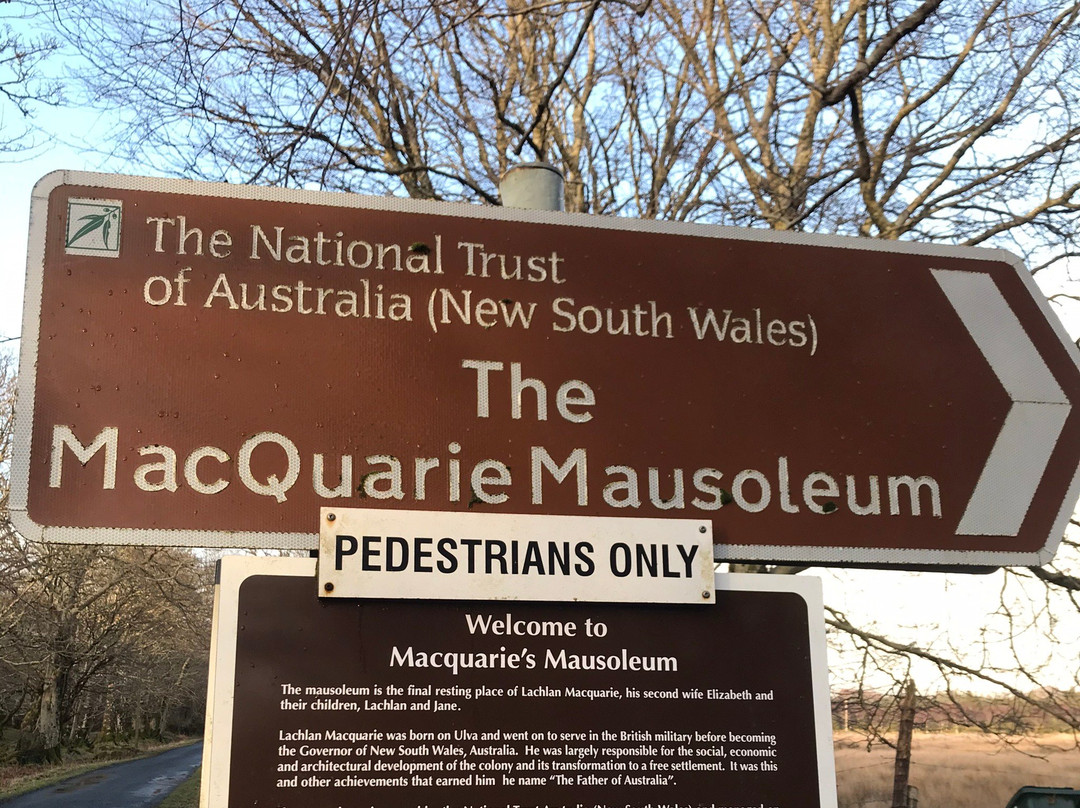 The National Trust
of Australia (New South Wales)
The
MacQuarie Mausoleum
PEDESTRIANS ONLY
Welcome to
Macquarie's Mausoleum
The mausoleum is the final resting place of Lachlan Macquarie, his second wife Elizabeth and
their children, Lachlan and Jane.
Lachlan Macquarie was born on Ulva and went on to serve in the British military before becoming
the Governor of New South Wales, Australia. He was largely responsible for the social, economic
and architectural development of the colony and its transformation to a free settlement. It was this
and other achievements that earned him he name "The Father of Australia".